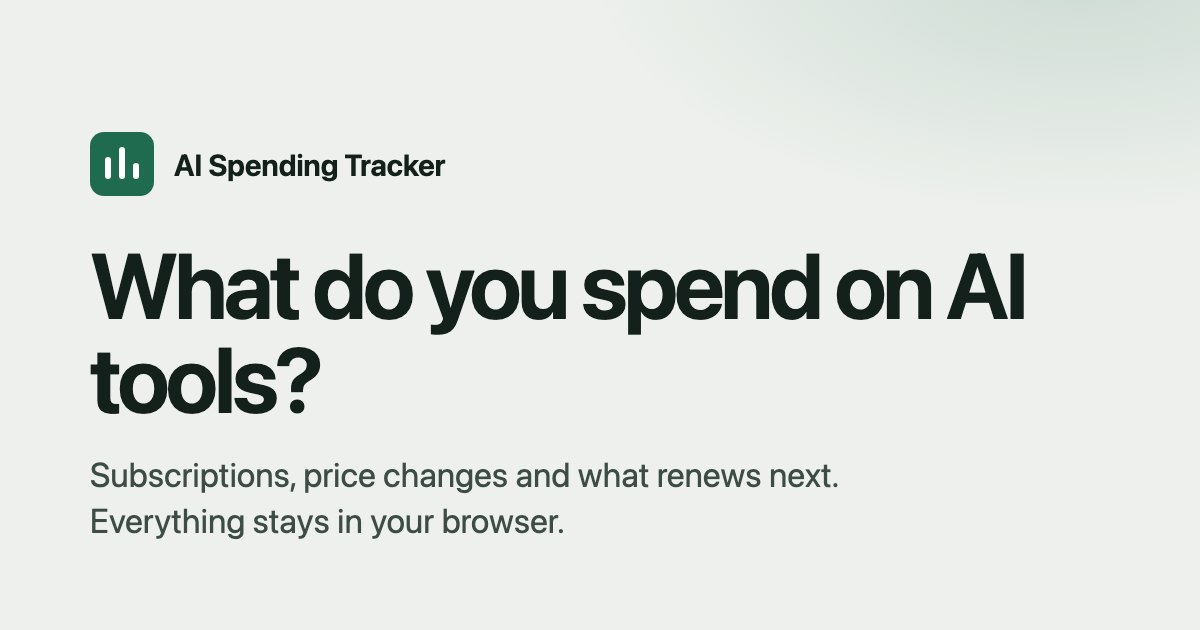 AI Spending Tracker
What do you spend on AI
tools?
Subscriptions, price changes and what renews next.
Everything stays in your browser.